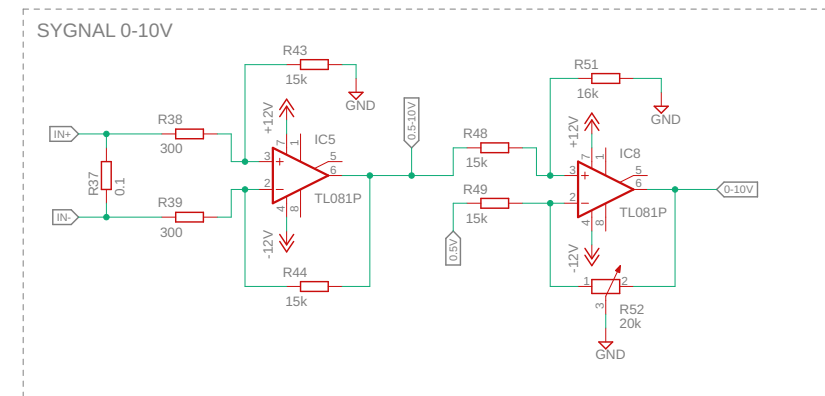 SYGNAL 0-10V
R43
15k
GND
+12V
7
1
IC5
IN+
R38
300
3
+
5
6
2
-
TL081P
4
8
-12V
R37
0.1
IN-
R39
300
R44
15k
0.5-10V
R51
16k
GND
+12V
7
1
IC8
R48
15k
3
+
5
6
2
-
TL081P
4
8
-12V
R49
15k
0.5V
0-10V
1
2
3
R52
20k
GND